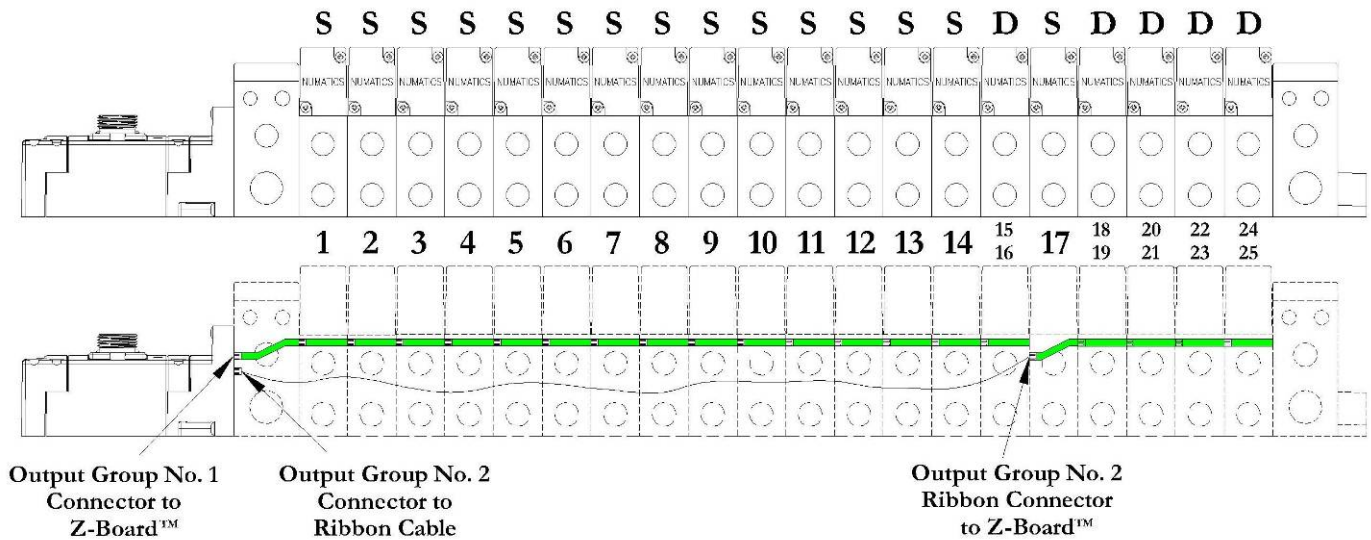 S S S S S S S S S S S S S S D S D D D D
NUMATICS NUMATICS NUMATICS NUMATICS NUMATICS NUMATICS NUMATICS NUMATICS NUMATICS NUMATICS NUMATICS NUMATICS NUMATICS NUMATICS NUMATICS NUMATICS NUMATICS NUMATICS NUMATICS NUMATICS
1 2 3 4 5 6 7 8 9 10 11 12 13 14 15 17 18 20 22 24
16 19 21 23 25
Output Group No. 1
Connector to
Z-Board™
Output Group No. 2
Connector to
Ribbon Cable
Output Group No. 2
Ribbon Connector
to Z-Board™